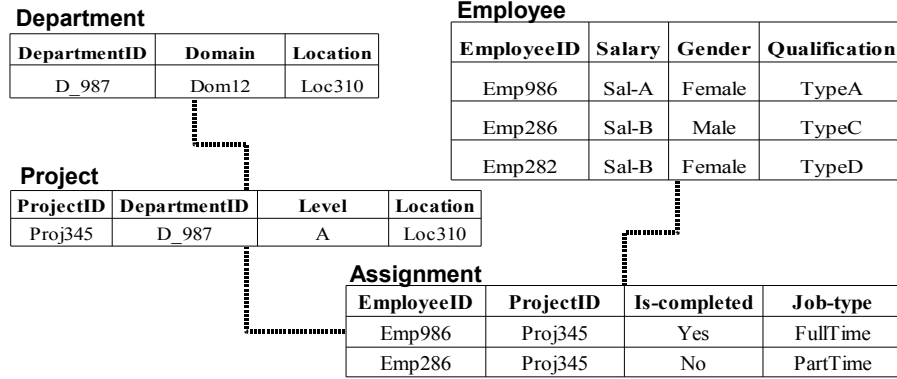 Department
DepartmentID Domain Location
D_987 Dom12 Loc310
Employee
EmployeeID Salary Gender Qualification
Emp986 Sal-A Female TypeA
Emp286 Sal-B Male TypeC
Emp282 Sal-B Female TypeD
Project
ProjectID DepartmentID Level Location
Proj345 D_987 A Loc310
Assignment
EmployeeID ProjectID Is-completed Job-type
Emp986 Proj345 Yes FullTime
Emp286 Proj345 No PartTime